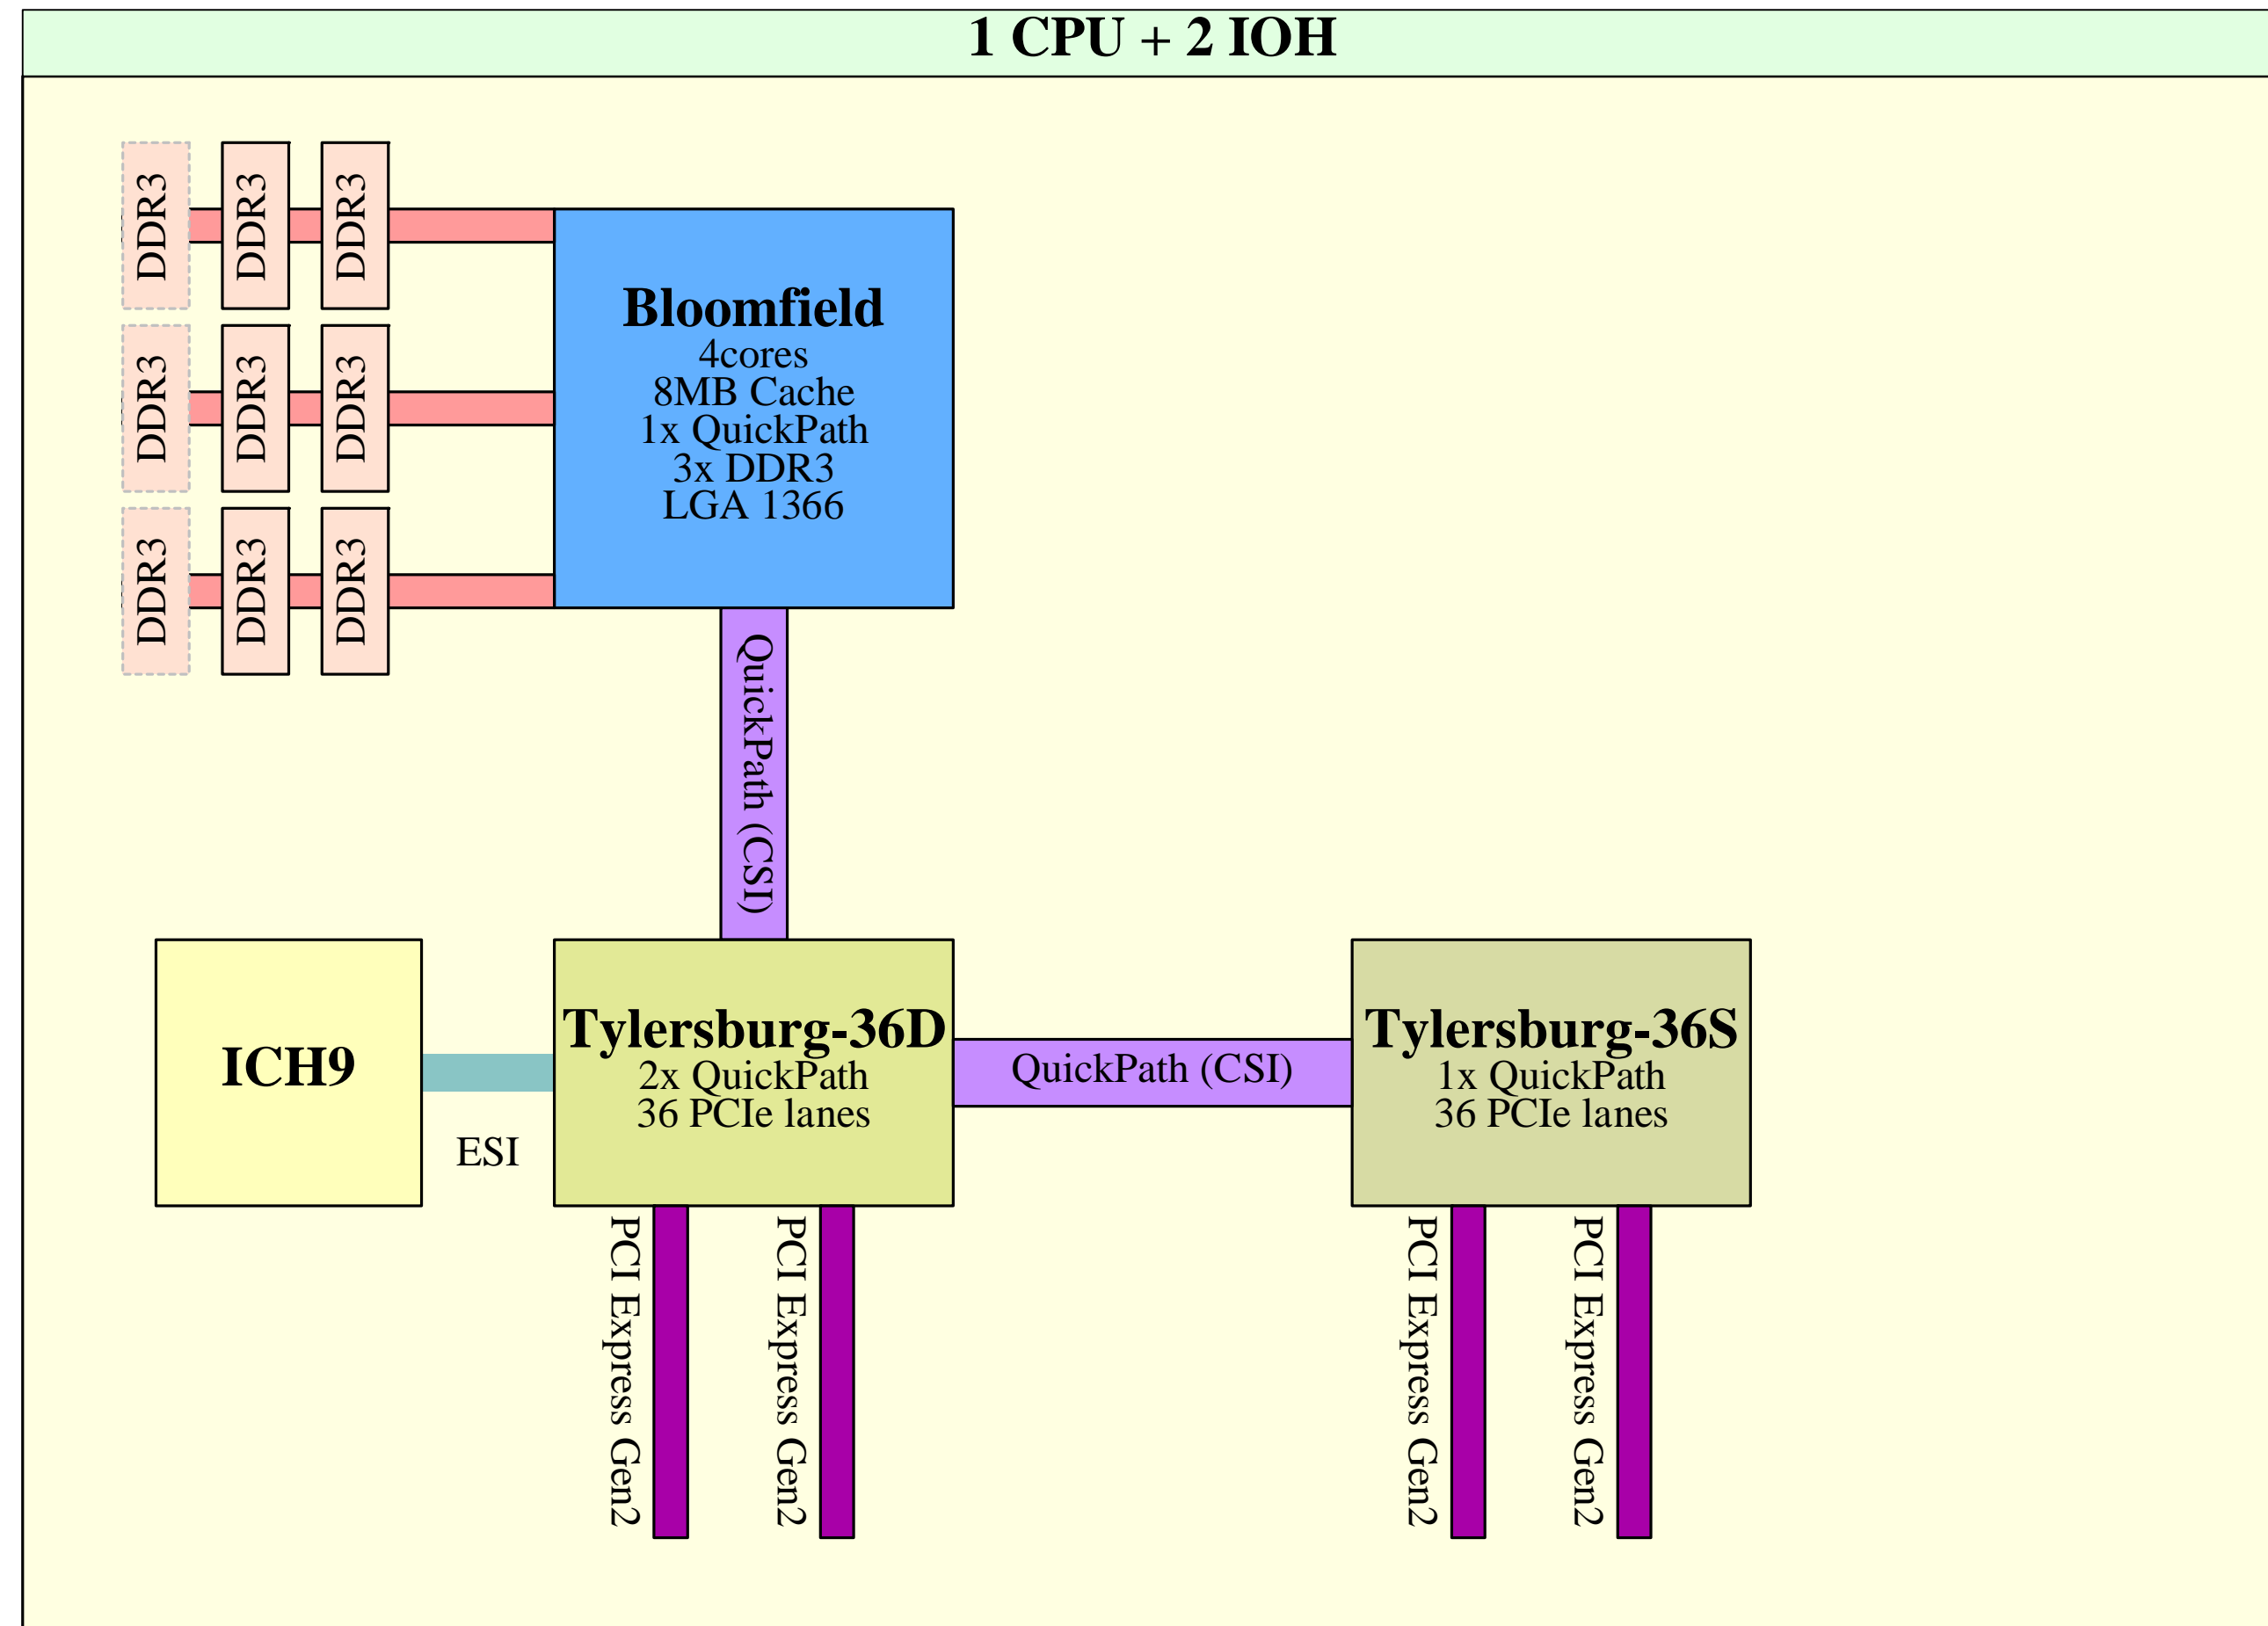 1 CPU + 2 IOH
DDR3
DDR3
DDR3
DDR3
DDR3
DDR3
DDR3
DDR3
DDR3
Bloomfield
4cores
8MB Cache
1x QuickPath
3x DDR3
LGA 1366
QuickPath (CSI)
ICH9
ESI
Tylersburg-36D
2x QuickPath
36 PCIe lanes
QuickPath (CSI)
Tylersburg-36S
1x QuickPath
36 PCIe lanes
PCI Express Gen2
PCI Express Gen2
PCI Express Gen2
PCI Express Gen2